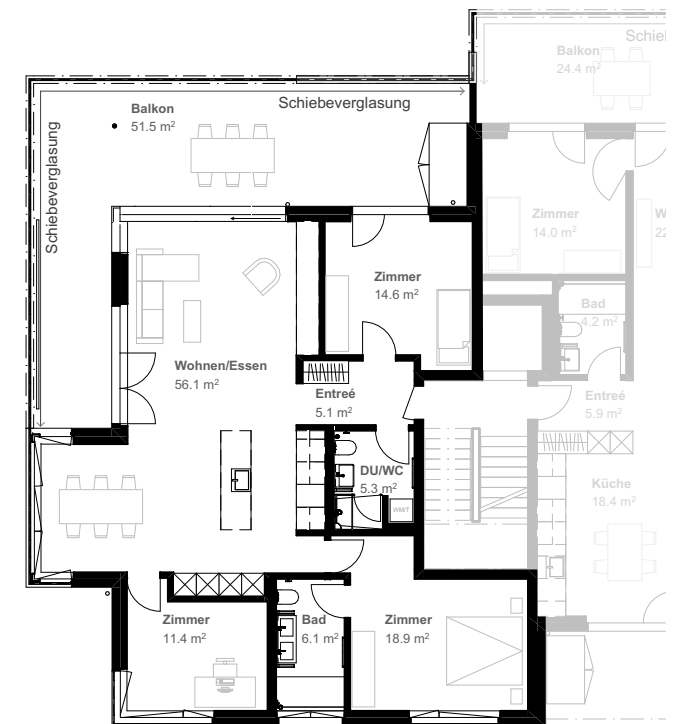 Schie
Balkon
24.4 m²
Schiebeverglasung
Balkon
51.5 m²
Schiebeverglasung
Zimmer
14.0 m²
W
22
Zimmer
14.6 m²
Bad
4.2 m²
Wohnen/Essen
56.1 m²
Entreé
5.1 m²
Entreé
5.9 m²
DU/WC
5.3 m²
WM/T
Küche
18.4 m²
Zimmer
11.4 m²
Bad
6.1 m²
Zimmer
18.9 m²